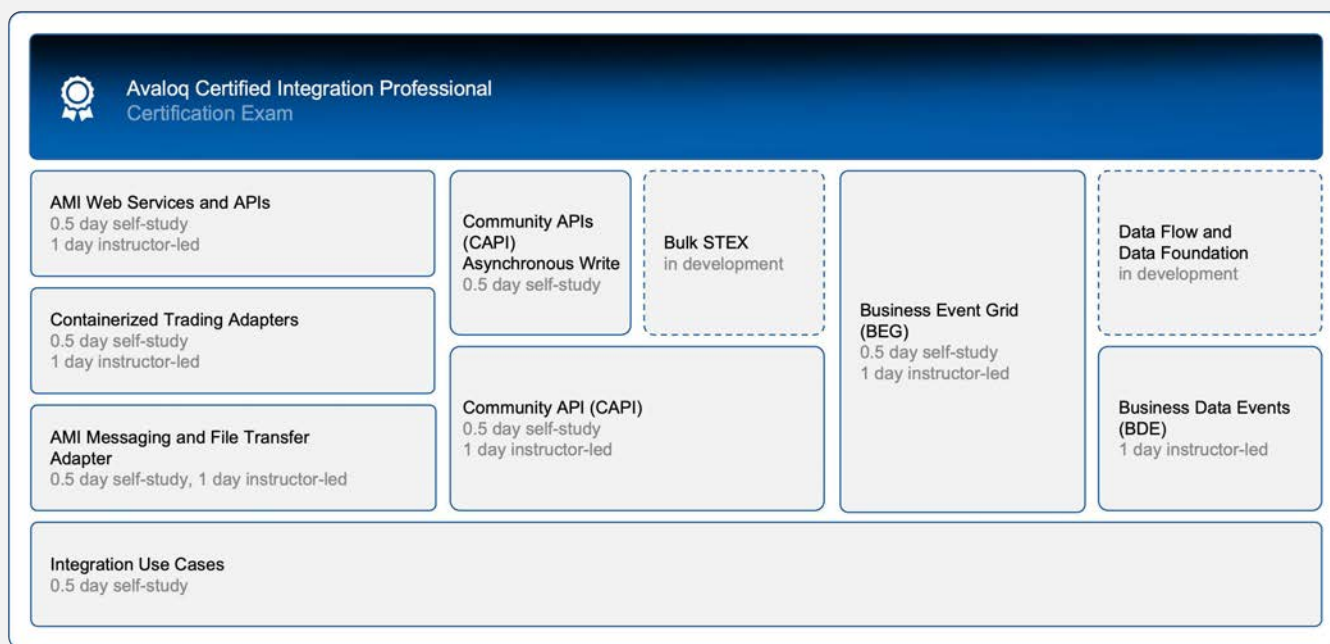 Avaloq Certified Integration Professional
Certification Exam
AMI Web Services and APIs
0.5 day self-study
1 day instructor-led
Containerized Trading Adapters
0.5 day self-study
1 day instructor-led
AMI Messaging and File Transfer
Adapter
0.5 day self-study, 1 day instructor-led
Community APIs
(CAPI)
Asynchronous Write
0.5 day self-study
Bulk STEX
in development
Community API (CAPI)
0.5 day self-study
1 day instructor-led
Business Event Grid
(BEG)
0.5 day self-study
1 day instructor-led
Data Flow and
Data Foundation
in development
Business Data Events
(BDE)
1 day instructor-led
Integration Use Cases
0.5 day self-study